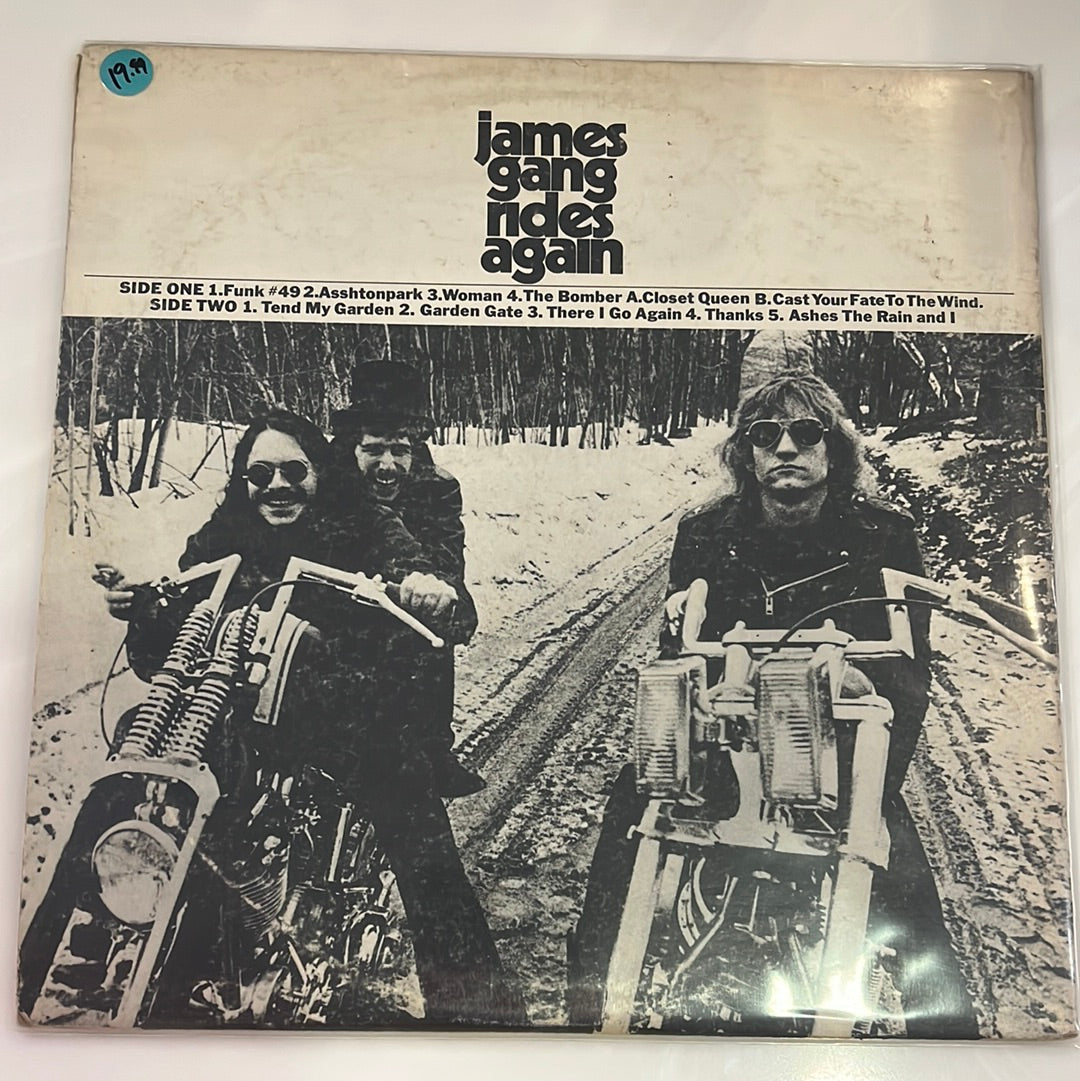 19.99
james
gang
rides
again
SIDE ONE 1.Funk #49 2.Asshtonpark 3.Woman 4.The Bomber A.Closet Queen B.Cast Your Fate To The Wind.
SIDE TWO 1. Tend My Garden 2. Garden Gate 3. There I Go Again 4. Thanks 5. Ashes The Rain and I